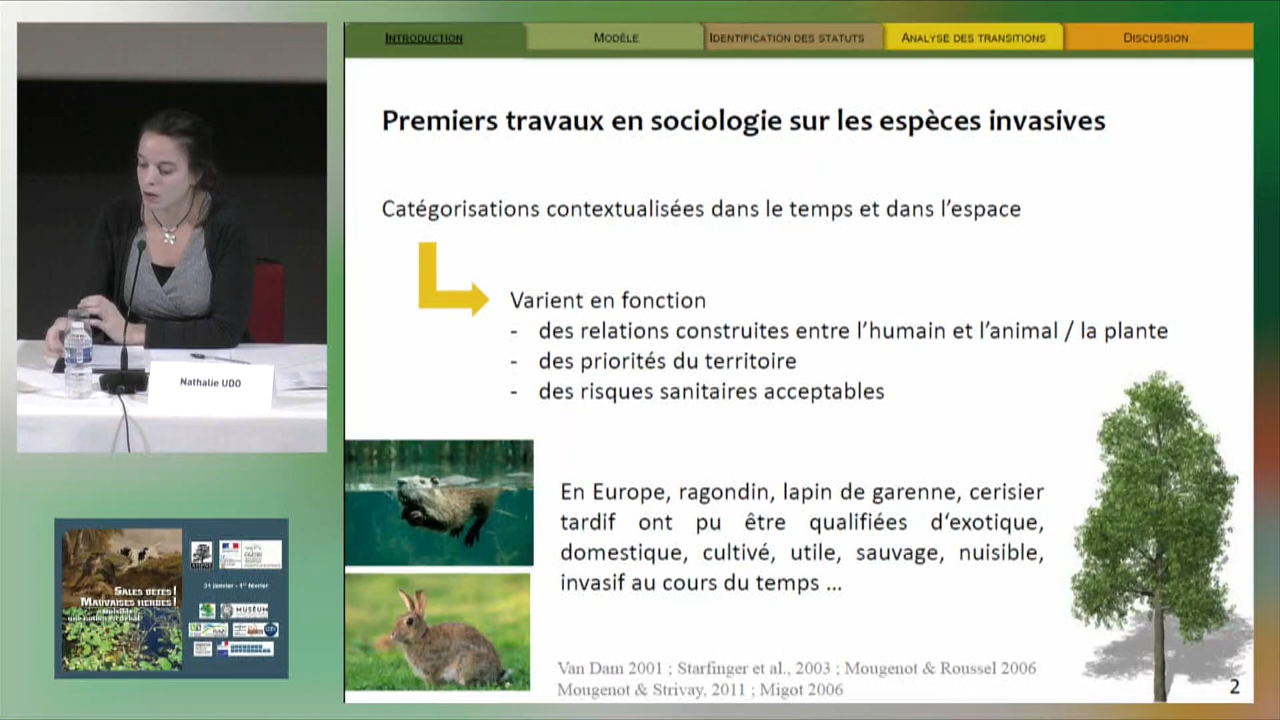 INTRODUCTION
MODÈLE
IDENTIFICATION DES STATUTS
ANALYSE DES TRANSITIONS
DISCUSSION
Premiers travaux en sociologie sur les espèces invasives
Catégorisations contextualisées dans le temps et dans l'espace
Varient en fonction
- des relations construites entre l'humain et l'animal / la plante
- des priorités du territoire
- des risques sanitaires acceptables
En Europe, ragondin, lapin de garenne, cerisier
tardif ont pu être qualifiées d'exotique,
domestique, cultivé, utile, sauvage, nuisible,
invasif au cours du temps ...
Van Dam 2001 ; Starfinger et al., 2003 ; Mougenot & Roussel 2006
Mougenot & Strivay, 2011 ; Migot 2006
2
Nathalie UDO
SALES BÊTES !
MAUVAISES HERBES !
31 janvier - 1er février
MUSÉUM